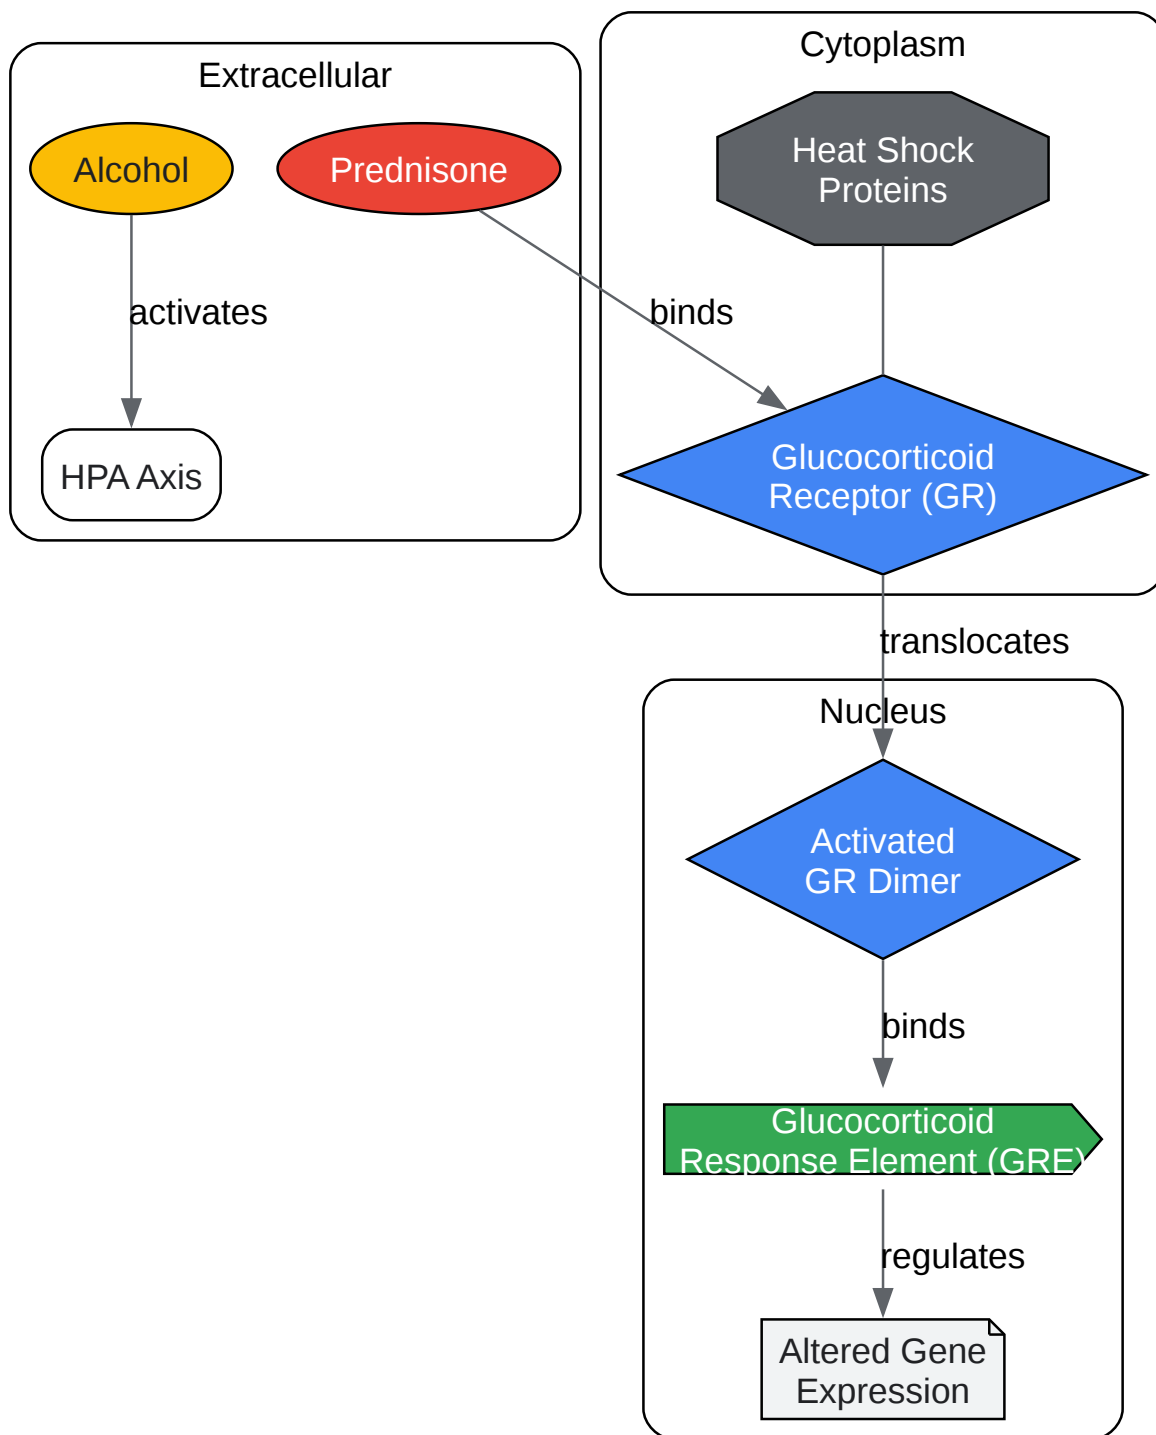 Extracellular
Alcohol
Prednisone
activates
HPA Axis
Cytoplasm
Heat Shock
Proteins
binds
Glucocorticoid
Receptor (GR)
translocates
Nucleus
Activated
GR Dimer
binds
Glucocorticoid
Response Element (GRE)
regulates
Altered Gene
Expression